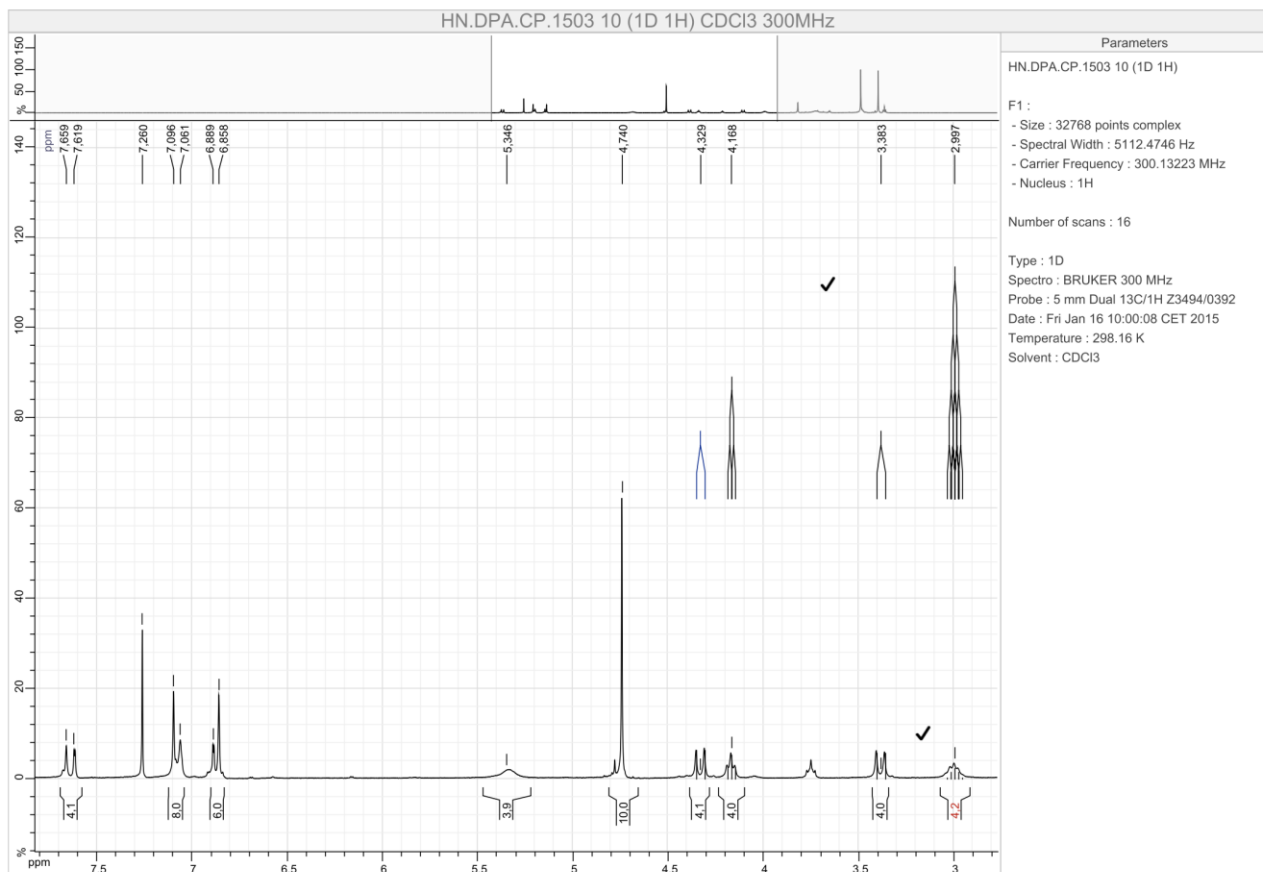 HN.DPA.CP.1503 10 (1D 1H) CDCl3 300MHz
150
100
50
0
%
ppm
7,659
7,619
7,260
7,096
7,061
6,889
6,858
5,346
4,740
4,329
4,168
3,383
2,997
140
120
100
80
60
40
20
0
%
4,1
8,0
6,0
3,9
10,0
4,1
4,0
4,0
4,2
ppm
7.5
7
6.5
6
5.5
5
4.5
4
3.5
3
Parameters
HN.DPA.CP.1503 10 (1D 1H)
F1 :
- Size : 32768 points complex
- Spectral Width : 5112.4746 Hz
- Carrier Frequency : 300.13223 MHz
- Nucleus : 1H
Number of scans : 16
Type : 1D
Spectro : BRUKER 300 MHz
Probe : 5 mm Dual 13C/1H Z3494/0392
Date : Fri Jan 16 10:00:08 CET 2015
Temperature : 298.16 K
Solvent : CDCl3